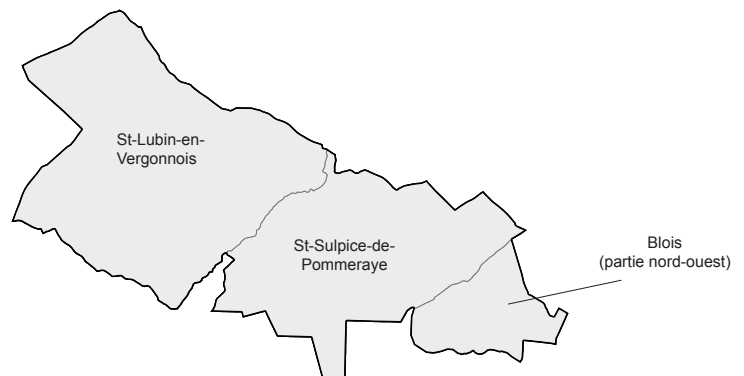 St-Lubin-en-
Vergonnois
St-Sulpice-de-
Pommeraye
Blois
(partie nord-ouest)